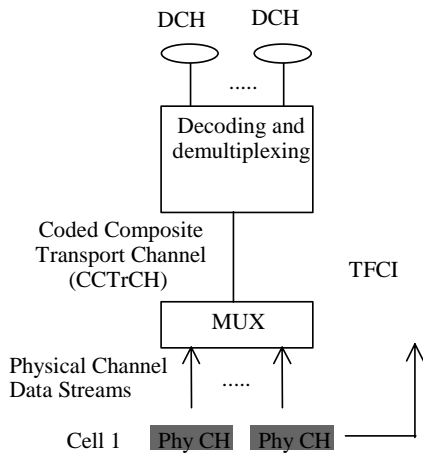 DCH DCH
.....
Decoding and
demultiplexing
Coded Composite
Transport Channel
(CCTrCH)
TFCI
MUX
Physical Channel
Data Streams
.....
Cell 1 Phy CH Phy CH